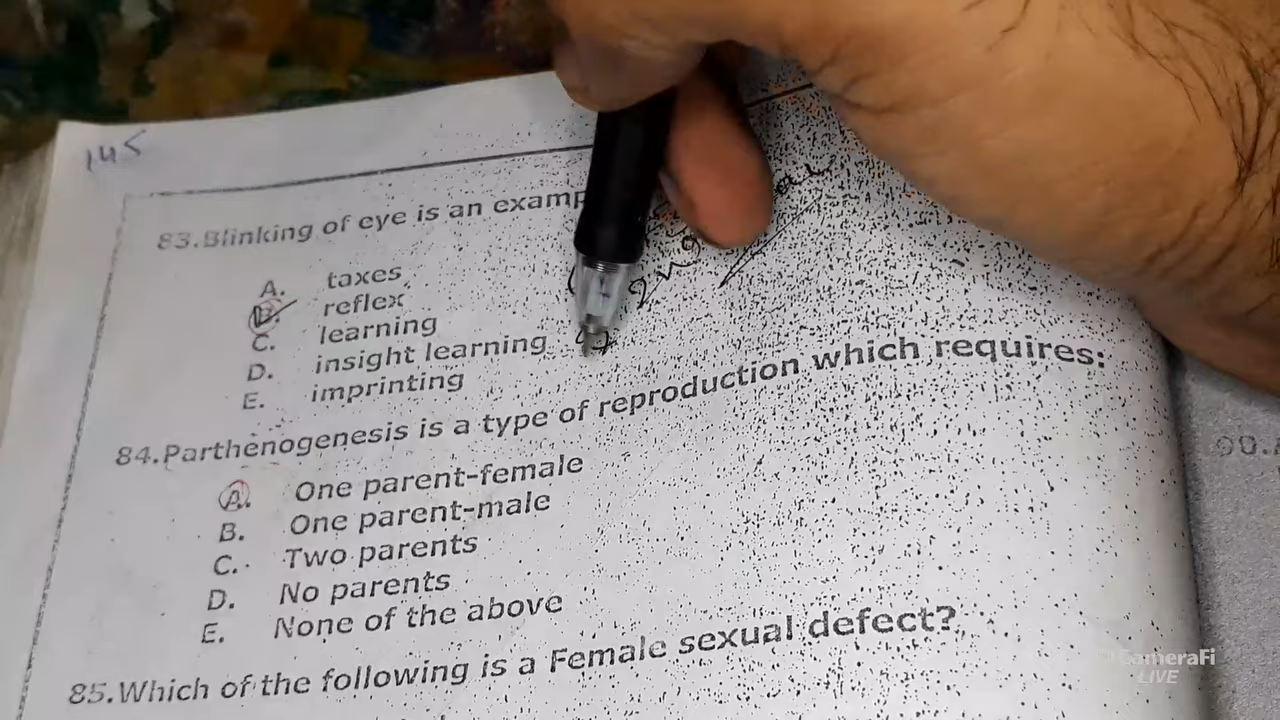 145
83.Blinking of eye is an examp
A. taxes
B. reflex
C. learning
D. insight learning
E. imprinting
84.Parthenogenesis is a type of reproduction which requires:
A. One parent-female
B. One parent-male
C. Two parents
D. No parents
E. None of the above
85.Which of the following is a Female sexual defect?
90.
CameraFi
LIVE